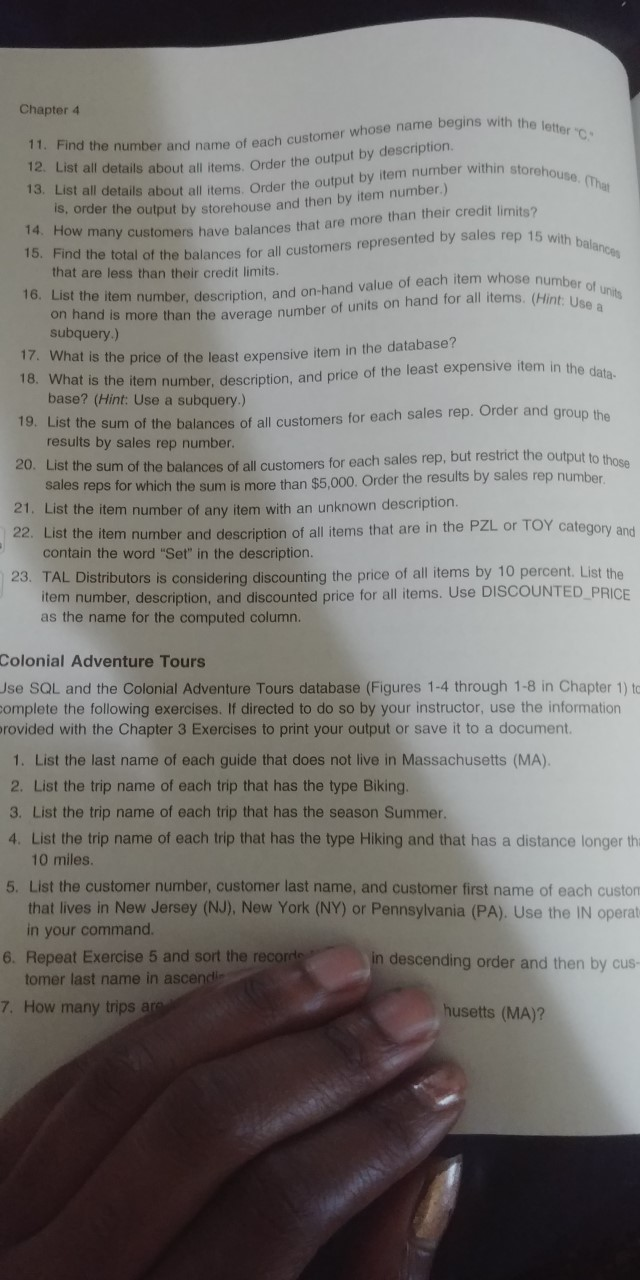 Chapter 4
11. Find the number and name of each customer whose name begins with the letter "C."
12. List all details about all items. Order the output by description.
13. List all details about all items. Order the output by item number within storehouse. (That
is, order the output by storehouse and then by item number.)
14. How many customers have balances that are more than their credit limits?
15. Find the total of the balances for all customers represented by sales rep 15 with balances
that are less than their credit limits.
16. List the item number, description, and on-hand value of each item whose number of units
on hand is more than the average number of units on hand for all items. (Hint: Use a
subquery.)
17. What is the price of the least expensive item in the database?
18. What is the item number, description, and price of the least expensive item in the data-
base? (Hint: Use a subquery.)
19. List the sum of the balances of all customers for each sales rep. Order and group the
results by sales rep number.
20. List the sum of the balances of all customers for each sales rep, but restrict the output to those
sales reps for which the sum is more than $5,000. Order the results by sales rep number.
21. List the item number of any item with an unknown description.
22. List the item number and description of all items that are in the PZL or TOY category and
contain the word "Set" in the description.
23. TAL Distributors is considering discounting the price of all items by 10 percent. List the
item number, description, and discounted price for all items. Use DISCOUNTED_PRICE
as the name for the computed column.
Colonial Adventure Tours
Use SQL and the Colonial Adventure Tours database (Figures 1-4 through 1-8 in Chapter 1) to
complete the following exercises. If directed to do so by your instructor, use the information
provided with the Chapter 3 Exercises to print your output or save it to a document.
1. List the last name of each guide that does not live in Massachusetts (MA).
2. List the trip name of each trip that has the type Biking.
3. List the trip name of each trip that has the season Summer.
4. List the trip name of each trip that has the type Hiking and that has a distance longer
10 miles.
5. List the customer number, customer last name, and customer first name of each
that lives in New Jersey (NJ), New York (NY) or Pennsylvania (PA). Use the IN
in your command.
6. Repeat Exercise 5 and sort the records in descending order and then by cus-
tomer last name in
7. How many trips are husetts (MA)?